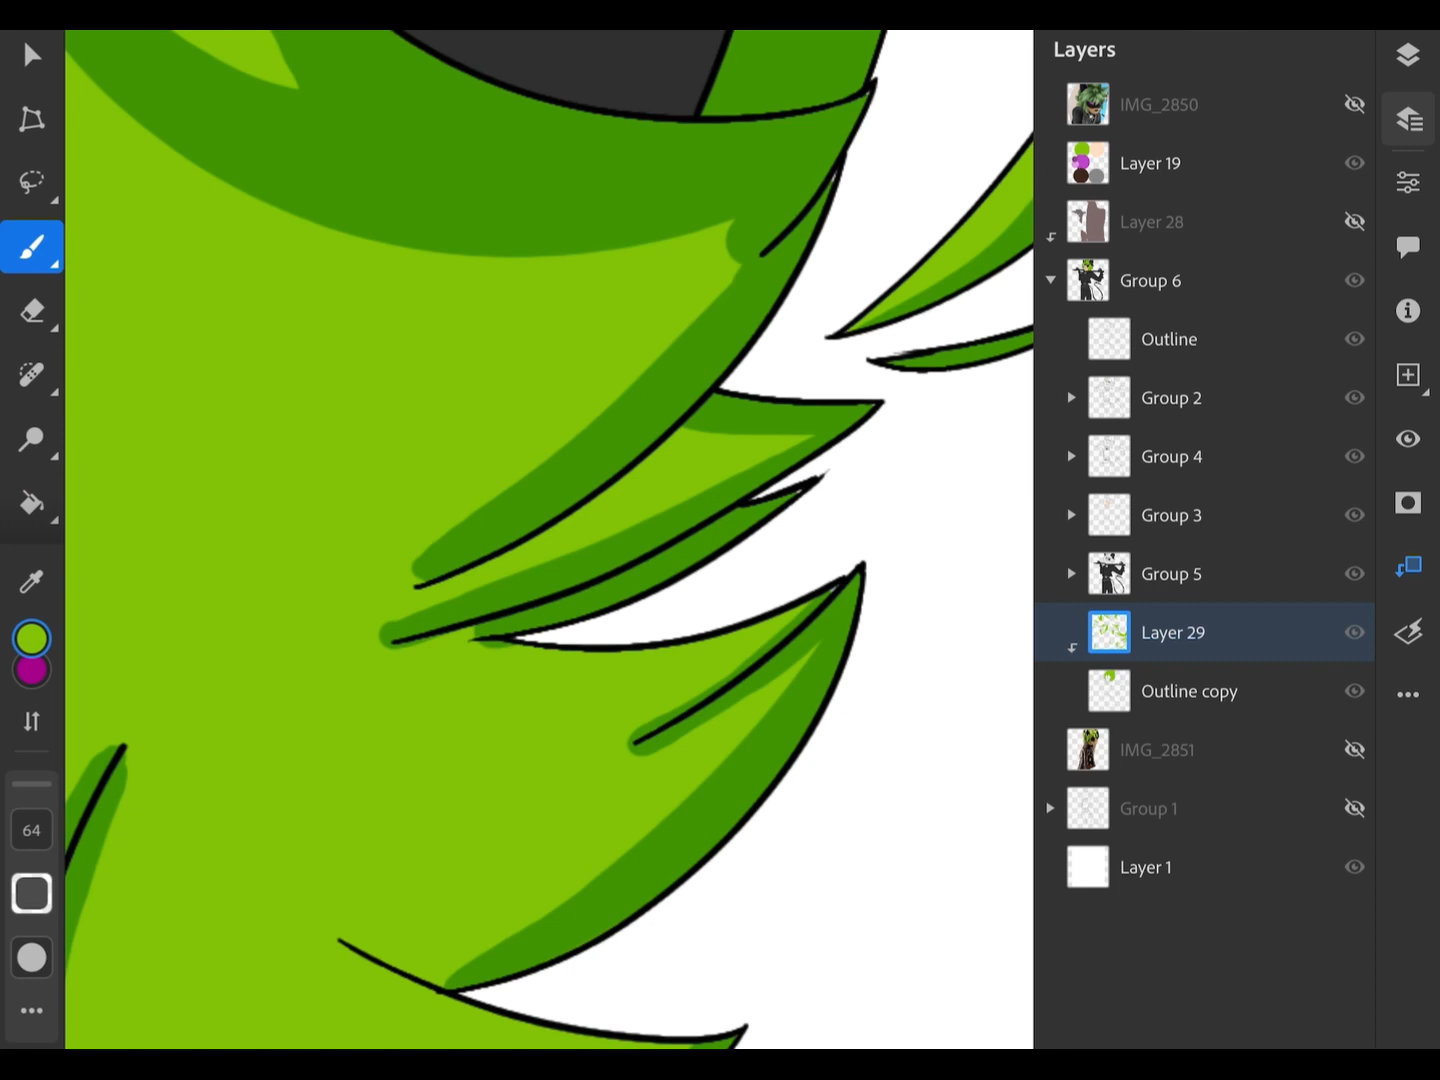 Layers
IMG_2850
Layer 19
Layer 28
Group 6
Outline
Group 2
Group 4
Group 3
Group 5
Layer 29
Outline copy
IMG_2851
Group 1
Layer 1
64